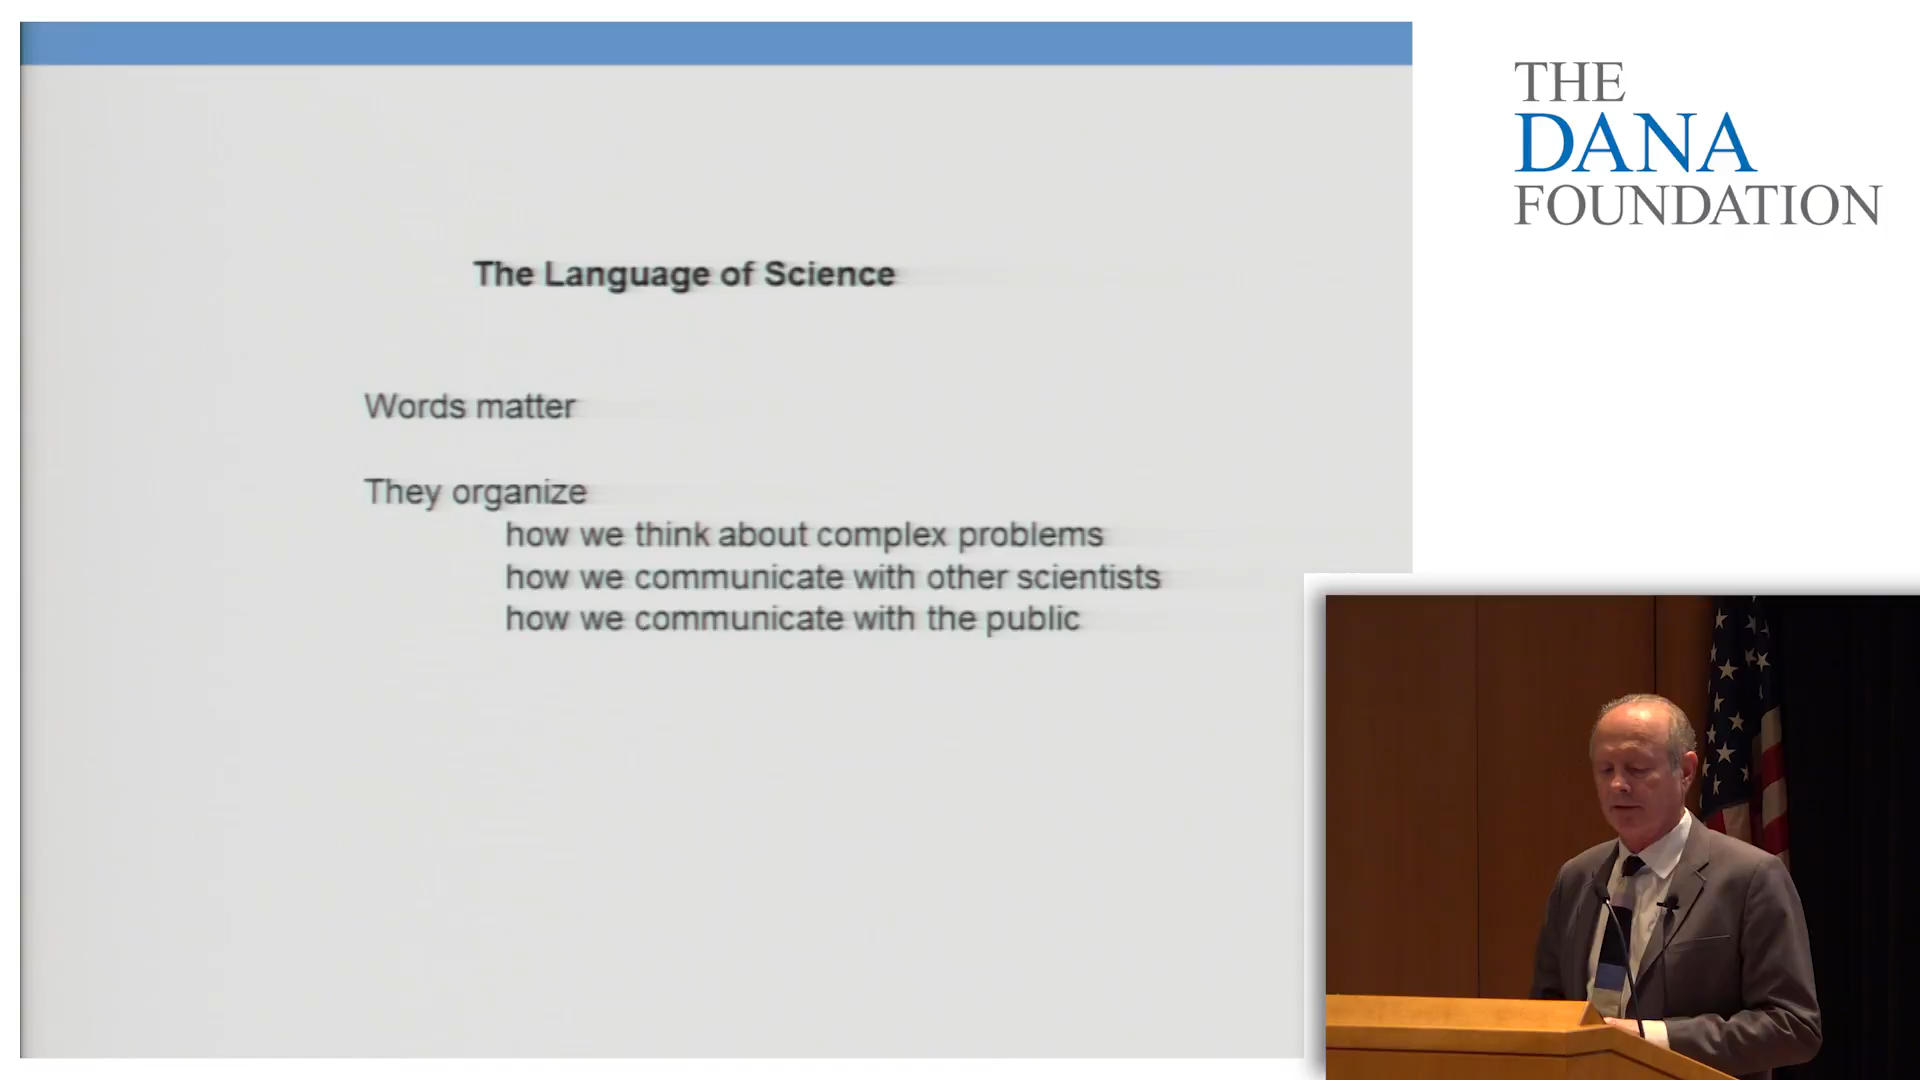 The Language of Science
Words matter
They organize
how we think about complex problems
how we communicate with other scientists
how we communicate with the public
THE
DANA
FOUNDATION